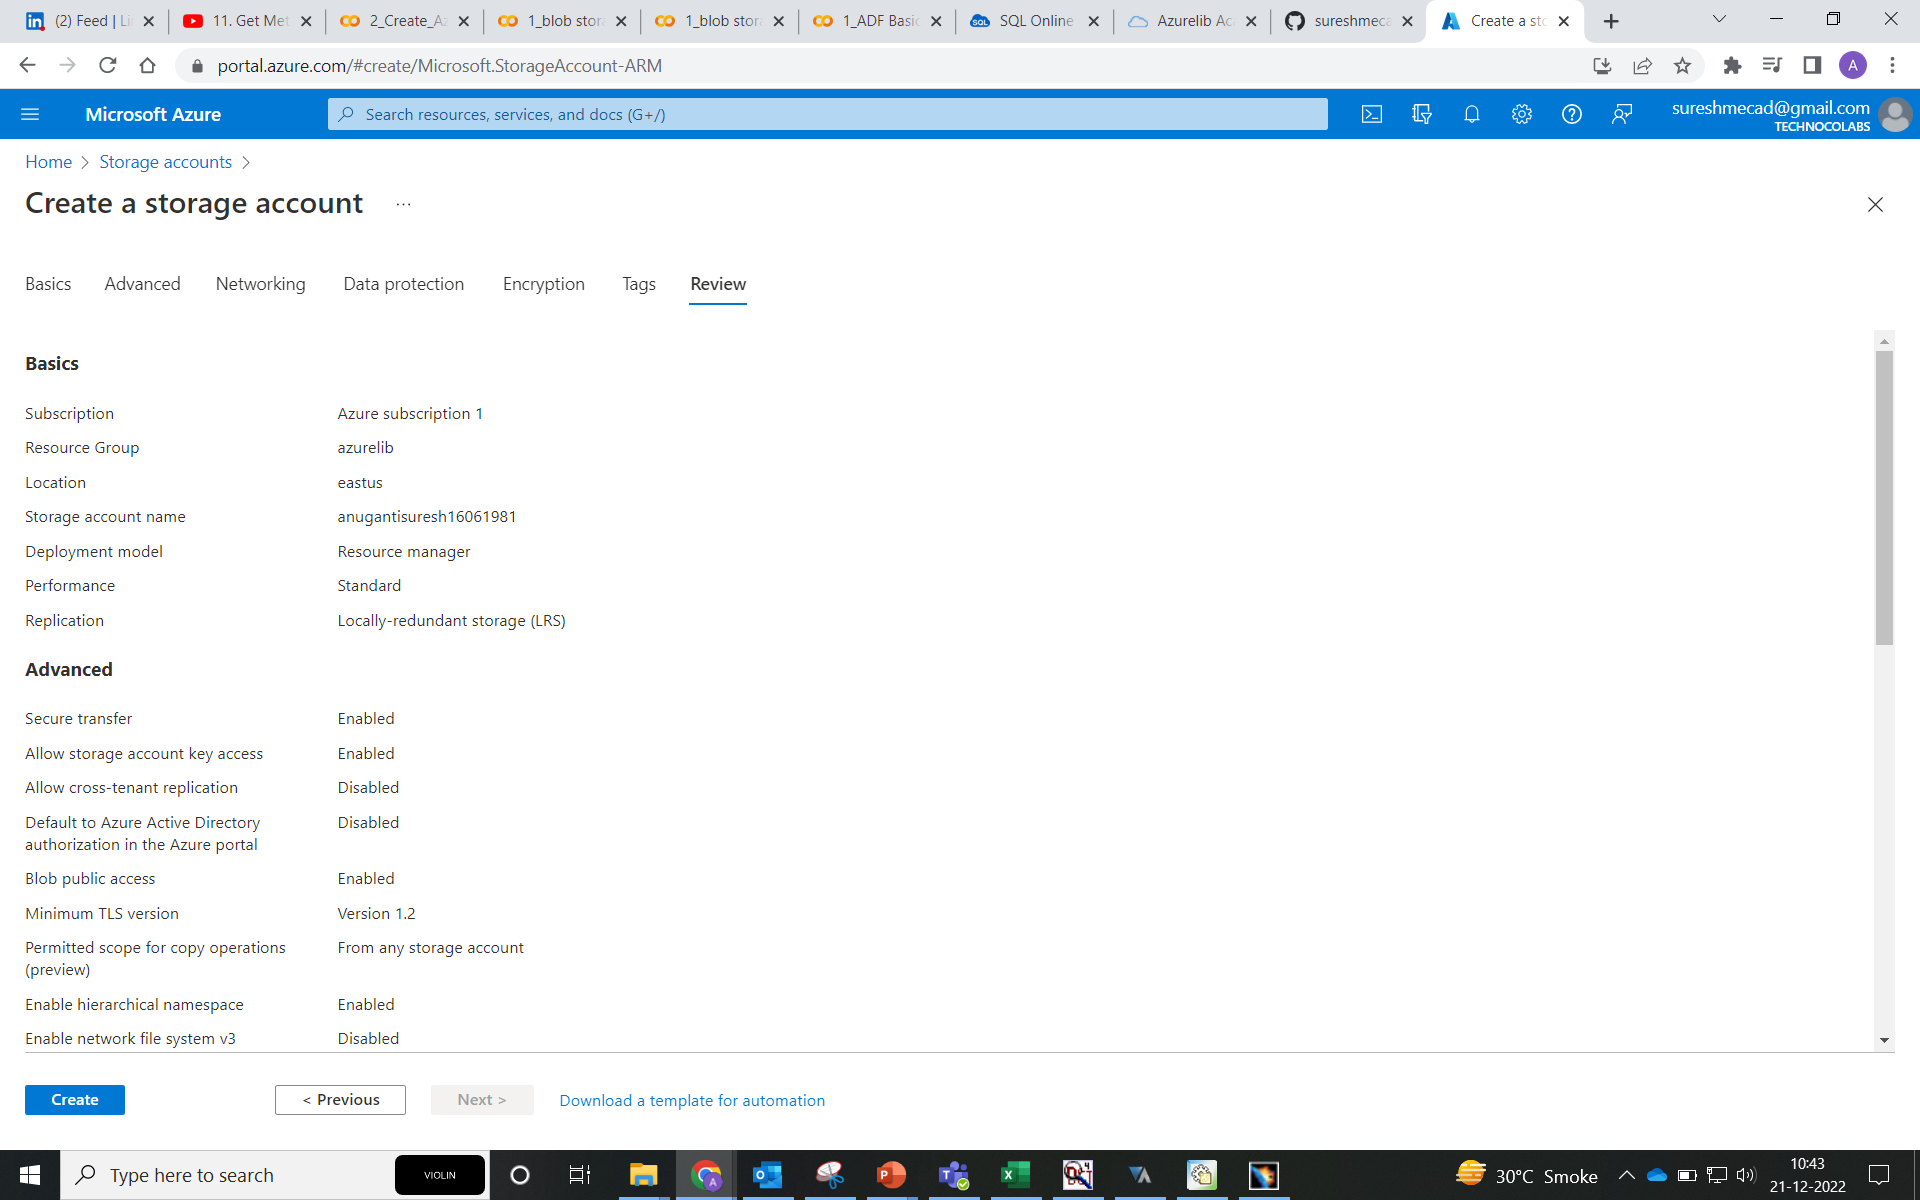 (2) Feed | Li
11. Get Met
2_Create_Az
1_blob stora
1_blob stora
1_ADF Basic
SQL Online
Azurelib Aca
sureshmeca
Create a sto
portal.azure.com/#create/Microsoft.StorageAccount-ARM
A
Microsoft Azure
Search resources, services, and docs (G+/)
sureshmecad@gmail.com
TECHNOCOLABS
Home > Storage accounts >
Create a storage account ...
Basics
Advanced
Networking
Data protection
Encryption
Tags
Review
Basics
Subscription Azure subscription 1
Resource Group azurelib
Location eastus
Storage account name anugantisuresh16061981
Deployment model Resource manager
Performance Standard
Replication Locally-redundant storage (LRS)
Advanced
Secure transfer Enabled
Allow storage account key access Enabled
Allow cross-tenant replication Disabled
Default to Azure Active Directory Disabled
authorization in the Azure portal
Blob public access Enabled
Minimum TLS version Version 1.2
Permitted scope for copy operations From any storage account
(preview)
Enable hierarchical namespace Enabled
Enable network file system v3 Disabled
Create
< Previous
Next >
Download a template for automation
Type here to search
VIOLIN
30°C Smoke
10:43
21-12-2022